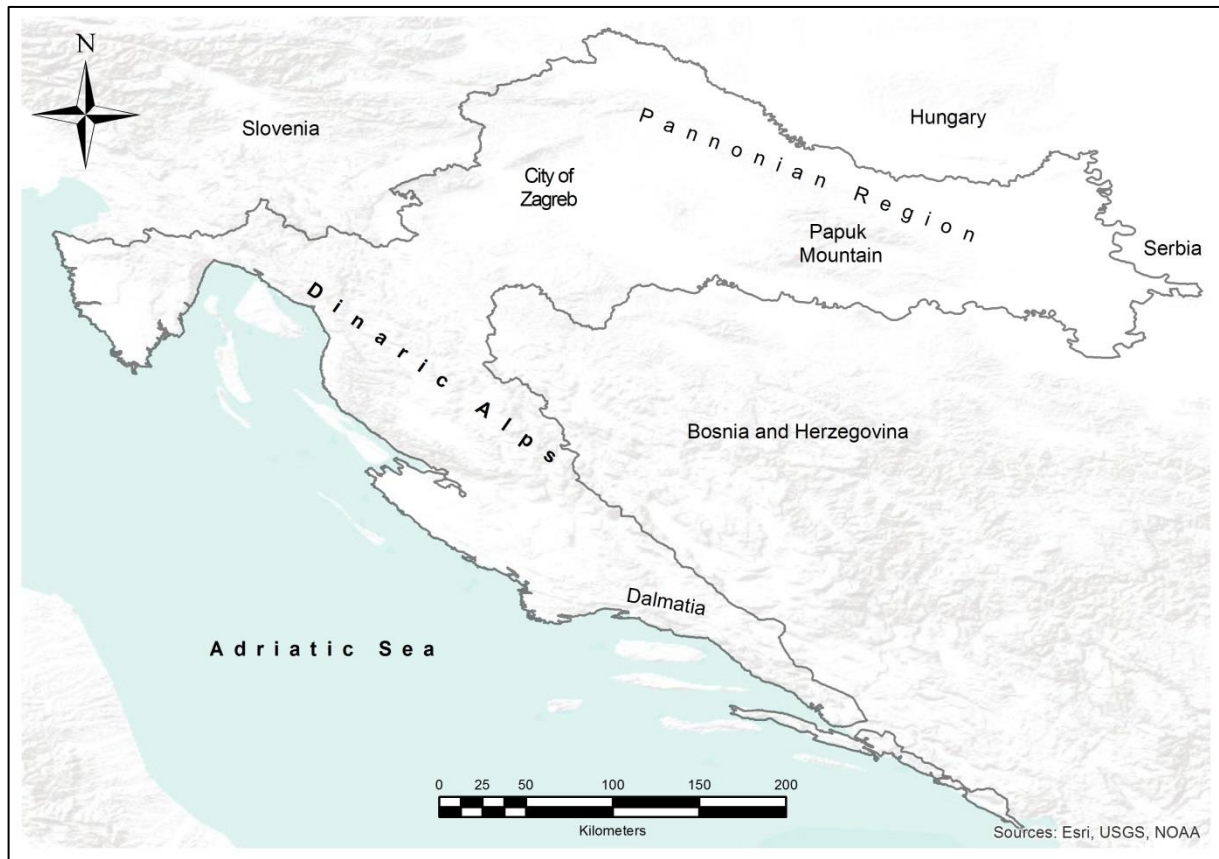 N
Slovenia
Hungary
Pannonian Region
City of
Zagreb
Papuk
Mountain
Serbia
Dinaric Alps
Bosnia and Herzegovina
Dalmatia
Adriatic Sea
0 25 50 100 150 200
Kilometers
Sources: Esri, USGS, NOAA